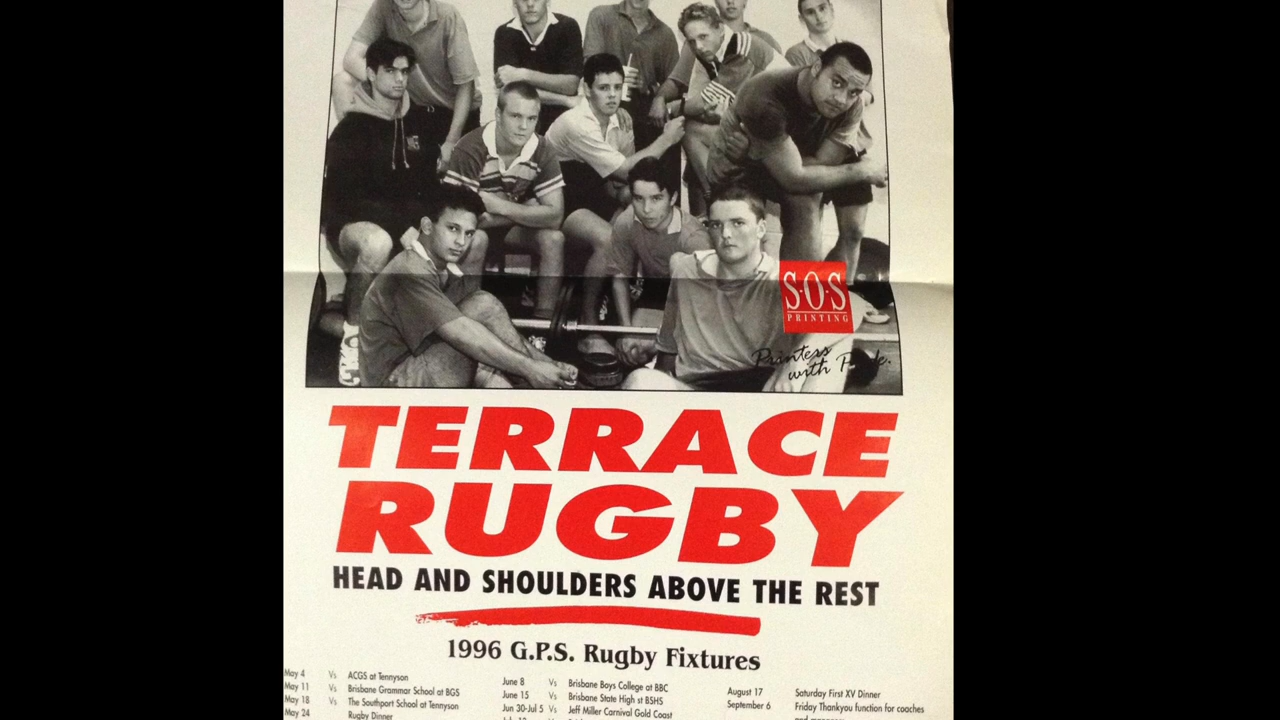 S·O·S
PRINTING
Printers
with
TERRACE
RUGBY
HEAD AND SHOULDERS ABOVE THE REST
1996 G.P.S. Rugby Fixtures
May 4 Vs ACGS at Tennyson
May 11 Vs Brisbane Grammar School at BGS
May 18 Vs The Southport School at Tennyson
May 24 Rugby Dinner
June 8 Vs Brisbane Boys College at BBC
June 15 Vs Brisbane State High st BSHS
Jun 30-Jul 5 Vs Jeff Miller Carnival Gold Coast
August 17 Saturday First XV Dinner
September 6 Friday Thankyou function for coaches